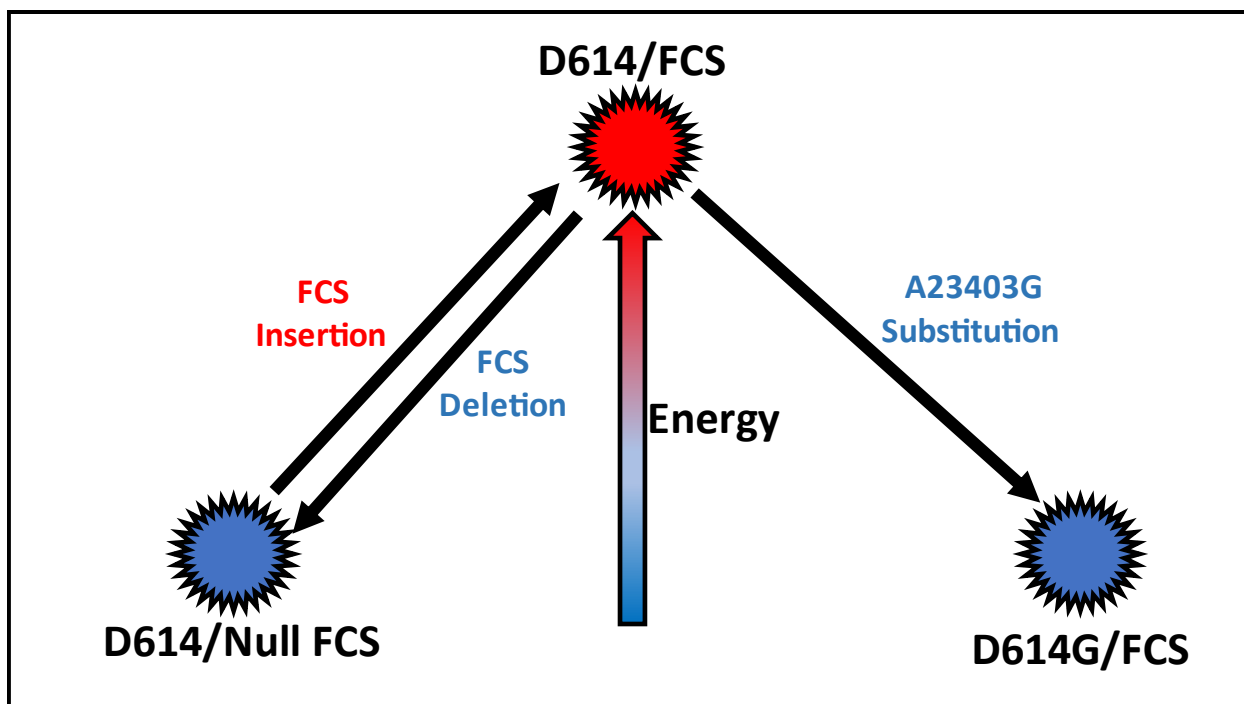 D614/FCS
FCS
Insertion
FCS
Deletion
Energy
A23403G
Substitution
D614/Null FCS
D614G/FCS